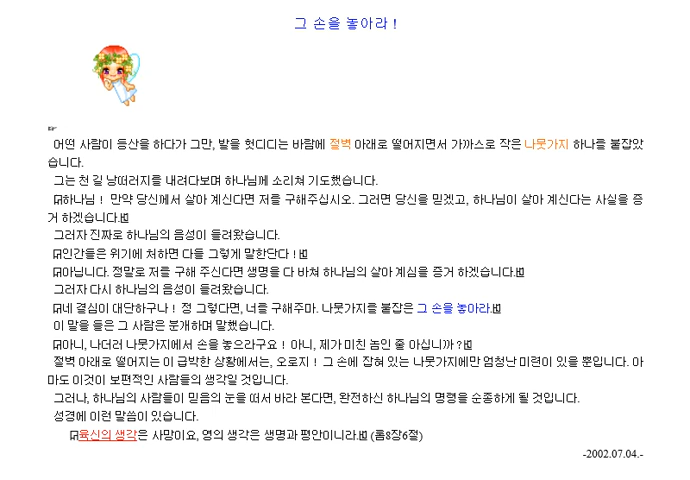 그 손을 놓아라 !
☞
어떤 사람이 등산을 하다가 그만, 발을 헛디디는 바람에 절벽 아래로 떨어지면서 가까스로 작은 나뭇가지 하나를 붙잡았
습니다.
그는 천 길 낭떠러지를 내려다보며 하나님께 소리쳐 기도했습니다.
하나님 ! 만약 당신께서 살아 계신다면 저를 구해주십시오. 그러면 당신을 믿겠고, 하나님이 살아 계신다는 사실을 증
거 하겠습니다.
그러자 진짜로 하나님의 음성이 들려왔습니다.
인간들은 위기에 처하면 다들 그렇게 말한단다 !
아닙니다. 정말로 저를 구해 주신다면 생명을 다 바쳐 하나님의 살아 계심을 증거 하겠습니다.
그러자 다시 하나님의 음성이 들려왔습니다.
네 결심이 대단하구나 ! 정 그렇다면, 너를 구해주마. 나뭇가지를 붙잡은 그 손을 놓아라.
이 말을 들은 그 사람은 분개하며 말했습니다.
아니, 나더러 나뭇가지에서 손을 놓으라구요 ! 아니, 제가 미친 놈인 줄 아십니까 ?
절벽 아래로 떨어지는 이 급박한 상황에서는, 오로지 ! 그 손에 잡혀 있는 나뭇가지에만 엄청난 미련이 있을 뿐입니다. 아
마도 이것이 보편적인 사람들의 생각일 것입니다.
그러나, 하나님의 사람들이 믿음의 눈을 떠서 바라 본다면, 완전하신 하나님의 명령을 순종하게 될 것입니다.
성경에 이런 말씀이 있습니다.
육신의 생각은 사망이요, 영의 생각은 생명과 평안이니라. (롬8장6절)
-2002.07.04.-